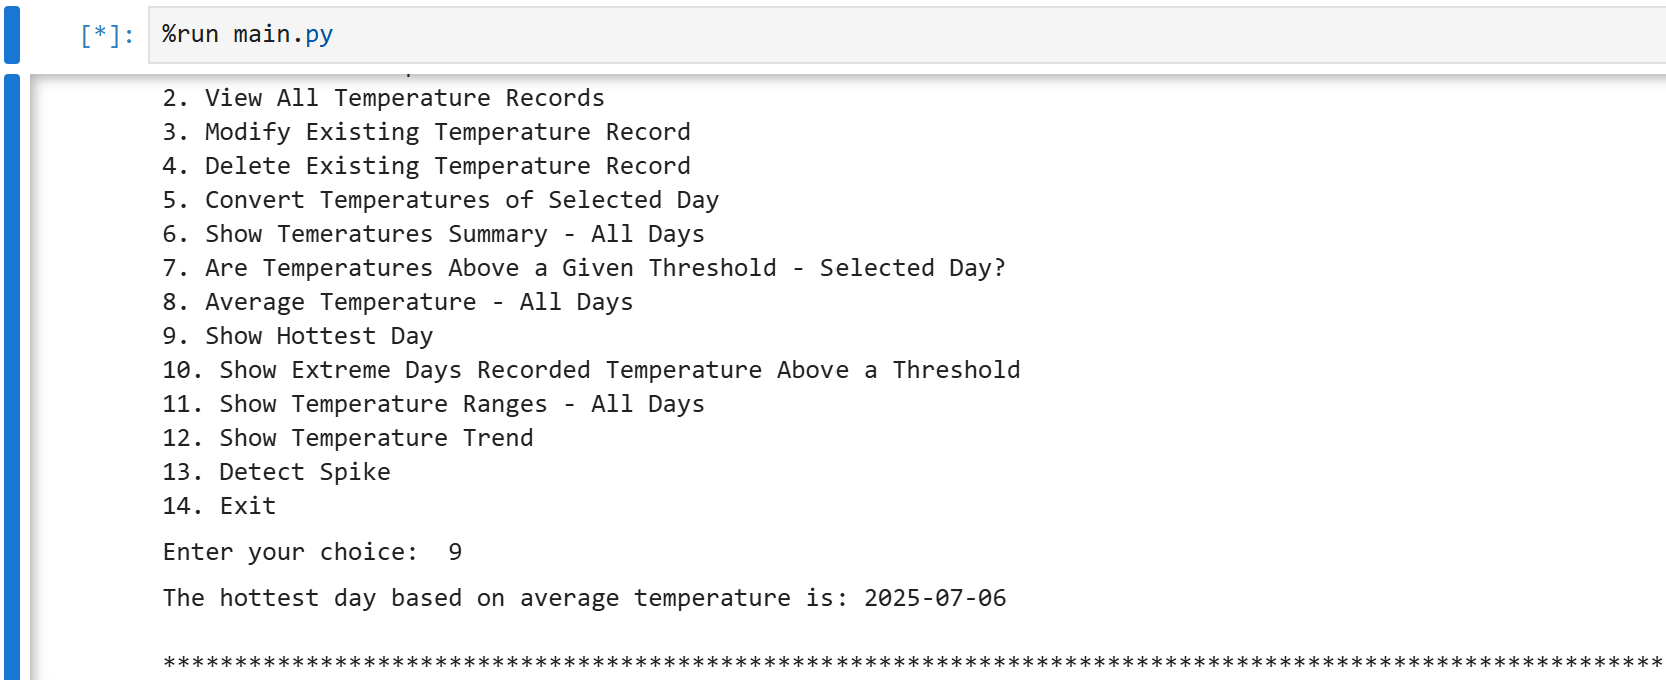 [*]: %run main.py
2. View All Temperature Records
3. Modify Existing Temperature Record
4. Delete Existing Temperature Record
5. Convert Temperatures of Selected Day
6. Show Temeratures Summary - All Days
7. Are Temperatures Above a Given Threshold - Selected Day?
8. Average Temperature - All Days
9. Show Hottest Day
10. Show Extreme Days Recorded Temperature Above a Threshold
11. Show Temperature Ranges - All Days
12. Show Temperature Trend
13. Detect Spike
14. Exit
Enter your choice:  9
The hottest day based on average temperature is: 2025-07-06
*********************************************************************************************************